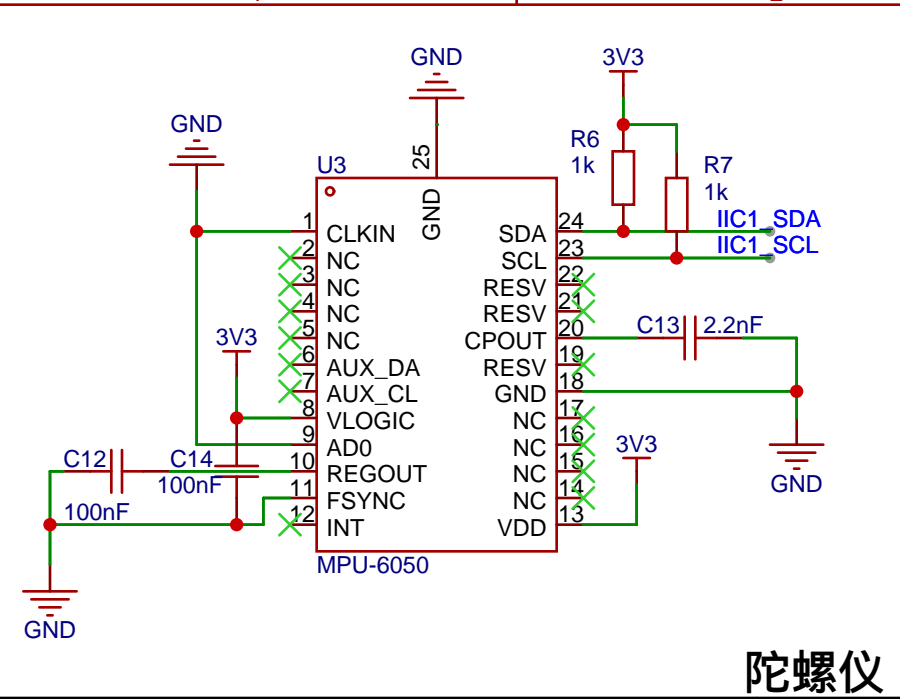 GND
3V3
GND
R6
1k
R7
1k
25
U3
GND
IIC1_SDA
IIC1_SCL
1 CLKIN
2 NC
3 NC
4 NC
5 NC
6 AUX_DA
7 AUX_CL
8 VLOGIC
9 AD0
10 REGOUT
11 FSYNC
12 INT
SDA 24
SCL 23
RESV 22
RESV 21
CPOUT 20
RESV 19
GND 18
NC 17
NC 16
NC 15
NC 14
VDD 13
C13 2.2nF
3V3
3V3
GND
C12
100nF
C14
100nF
MPU-6050
GND
陀螺仪